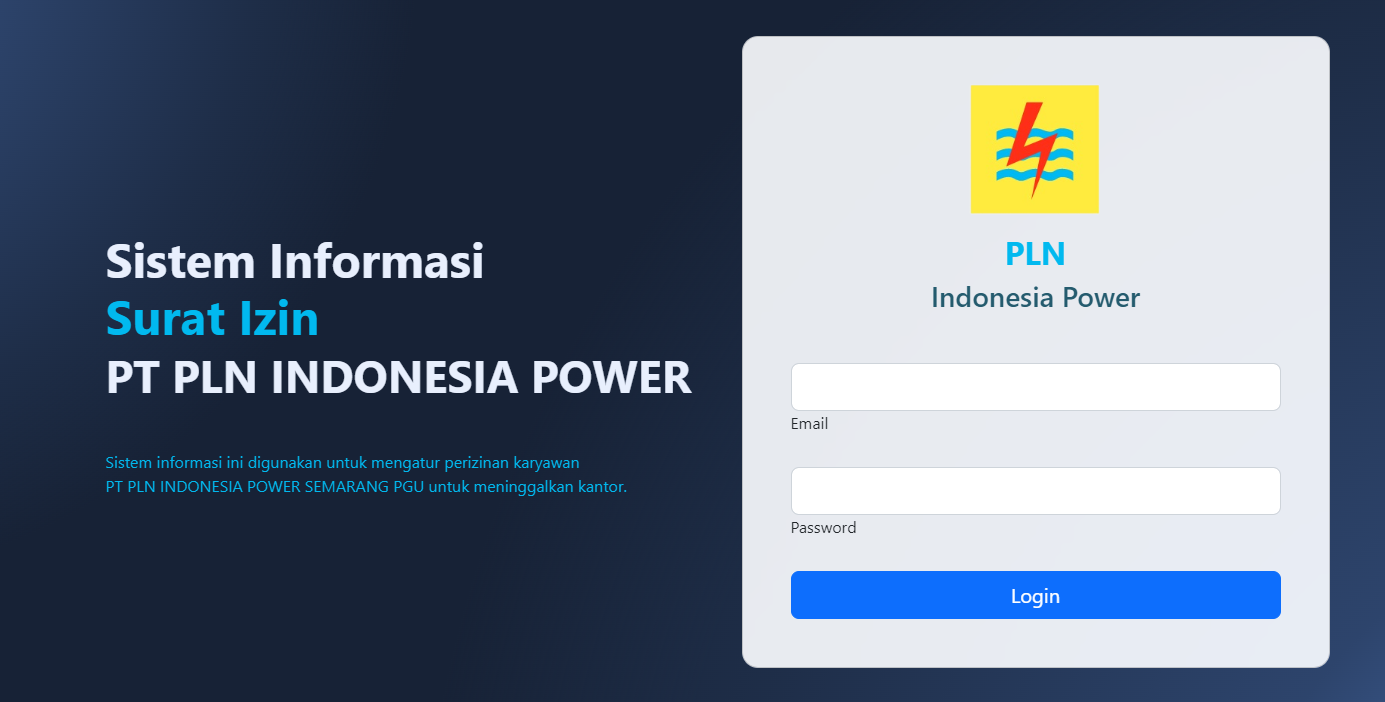 Sistem Informasi
Surat Izin
PT PLN INDONESIA POWER
Sistem informasi ini digunakan untuk mengatur perizinan karyawan
PT PLN INDONESIA POWER SEMARANG PGU untuk meninggalkan kantor.
PLN
Indonesia Power
Email
Password
Login